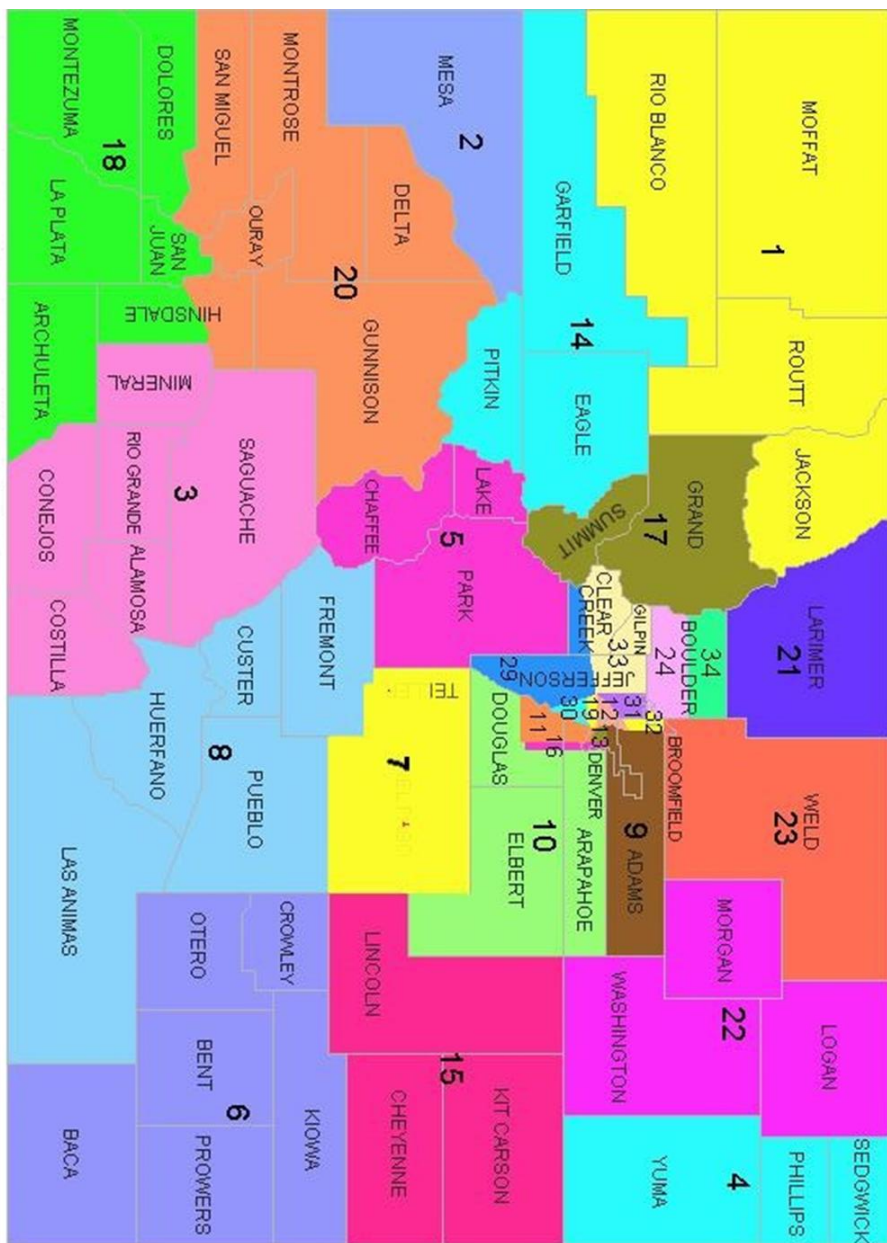 MOFFAT
1
RIO BLANCO
ROUTT
JACKSON
LARIMER
21
WELD
23
LOGAN
SEDGWICK
PHILLIPS
4
YUMA
MORGAN
22
WASHINGTON
GARFIELD
14
EAGLE
PITKIN
GRAND
17
SUMMIT
34
BOULDER
24
GILPIN
33
CLEAR
CREEK
JEFFERSON
32
31
12
19
30
29
BROOMFIELD
9
ADAMS
13
DENVER
ARAPAHOE
11
16
DOUGLAS
10
ELBERT
MESA
2
DELTA
MONTROSE
20
GUNNISON
OURAY
SAN MIGUEL
LAKE
5
CHAFFEE
PARK
TELLER
7
EL PASO
LINCOLN
15
KIT CARSON
CHEYENNE
DOLORES
SAN
JUAN
HINSDALE
MONTEZUMA
18
LA PLATA
ARCHULETA
MINERAL
SAGUACHE
RIO GRANDE
3
ALAMOSA
CONEJOS
COSTILLA
FREMONT
CUSTER
PUEBLO
8
HUERFANO
LAS ANIMAS
CROWLEY
OTERO
KIOWA
BENT
6
PROWERS
BACA